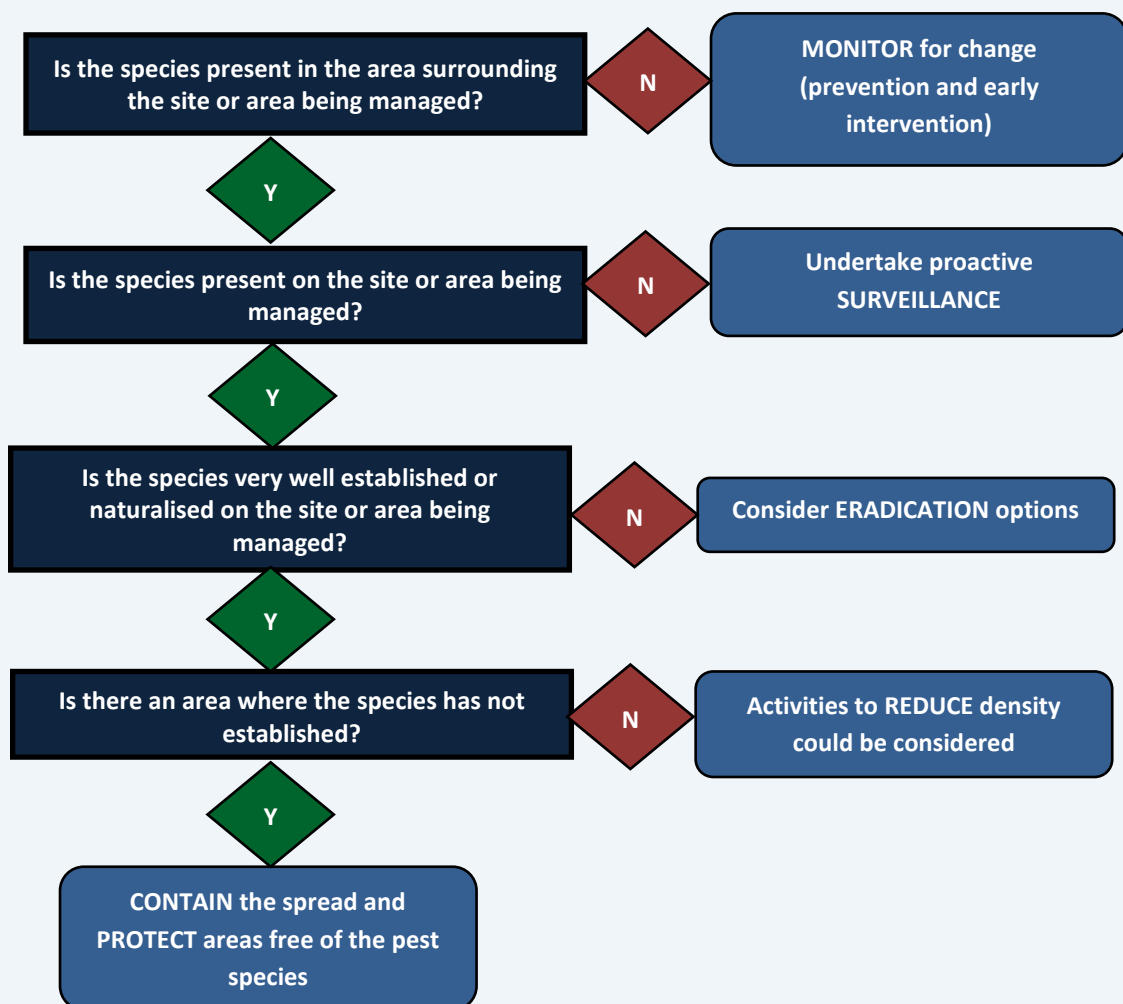 Is the species present in the area surrounding
the site or area being managed?
N
MONITOR for change
(prevention and early
intervention)
Y
Is the species present on the site or area being
managed?
N
Undertake proactive
SURVEILLANCE
Y
Is the species very well established or
naturalised on the site or area being
managed?
N
Consider ERADICATION options
Y
Is there an area where the species has not
established?
N
Activities to REDUCE density
could be considered
Y
CONTAIN the spread and
PROTECT areas free of the pest
species